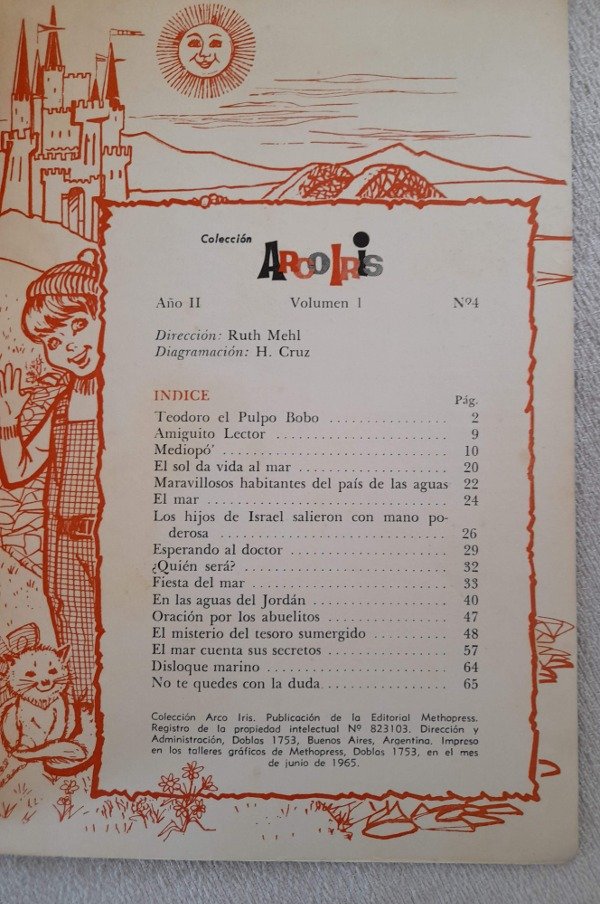 Colección
ARCO IRIS
Año II Volumen 1 Nº4
Dirección: Ruth Mehl
Diagramación: H. Cruz
INDICE
Pág.
Teodoro el Pulpo Bobo ................ 2
Amiguito Lector ........................ 9
Mediopó' ............................... 10
El sol da vida al mar .................... 20
Maravillosos habitantes del país de las aguas 22
El mar ................................. 24
Los hijos de Israel salieron con mano po-
derosa ............................... 26
Esperando al doctor ..................... 29
¿Quién será? ............................ 32
Fiesta del mar .......................... 33
En las aguas del Jordán .................. 40
Oración por los abuelitos ................ 47
El misterio del tesoro sumergido .......... 48
El mar cuenta sus secretos ............... 57
Disloque marino ........................ 64
No te quedes con la duda ................. 65
Colección Arco Iris. Publicación de la Editorial Methopress.
Registro de la propiedad intelectual Nº 823103. Dirección y
Administración, Doblas 1753, Buenos Aires, Argentina. Impreso
en los talleres gráficos de Methopress, Doblas 1753, en el mes
de junio de 1965.